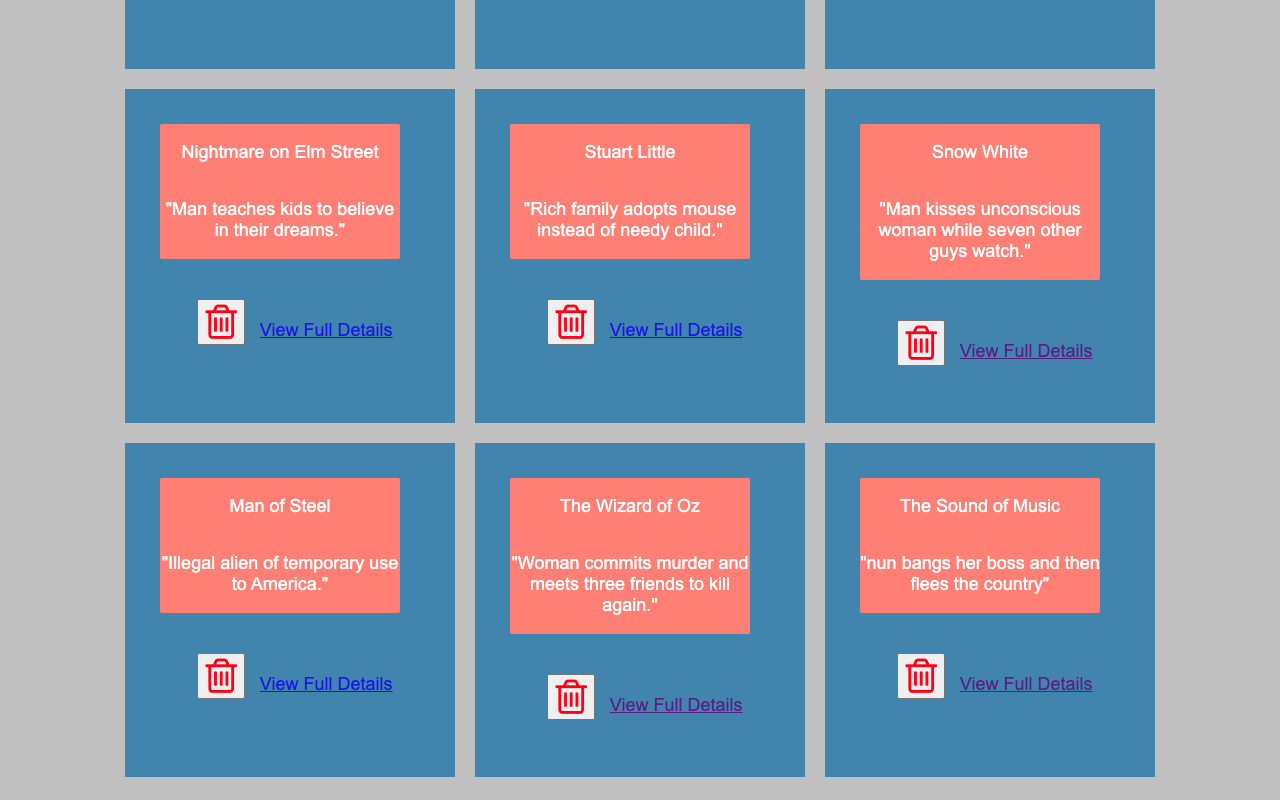 Nightmare on Elm Street
"Man teaches kids to believe
in their dreams."
View Full Details
Stuart Little
"Rich family adopts mouse
instead of needy child."
View Full Details
Snow White
"Man kisses unconscious
woman while seven other
guys watch."
View Full Details
Man of Steel
"Illegal alien of temporary use
to America."
View Full Details
The Wizard of Oz
"Woman commits murder and
meets three friends to kill
again."
View Full Details
The Sound of Music
"nun bangs her boss and then
flees the country"
View Full Details